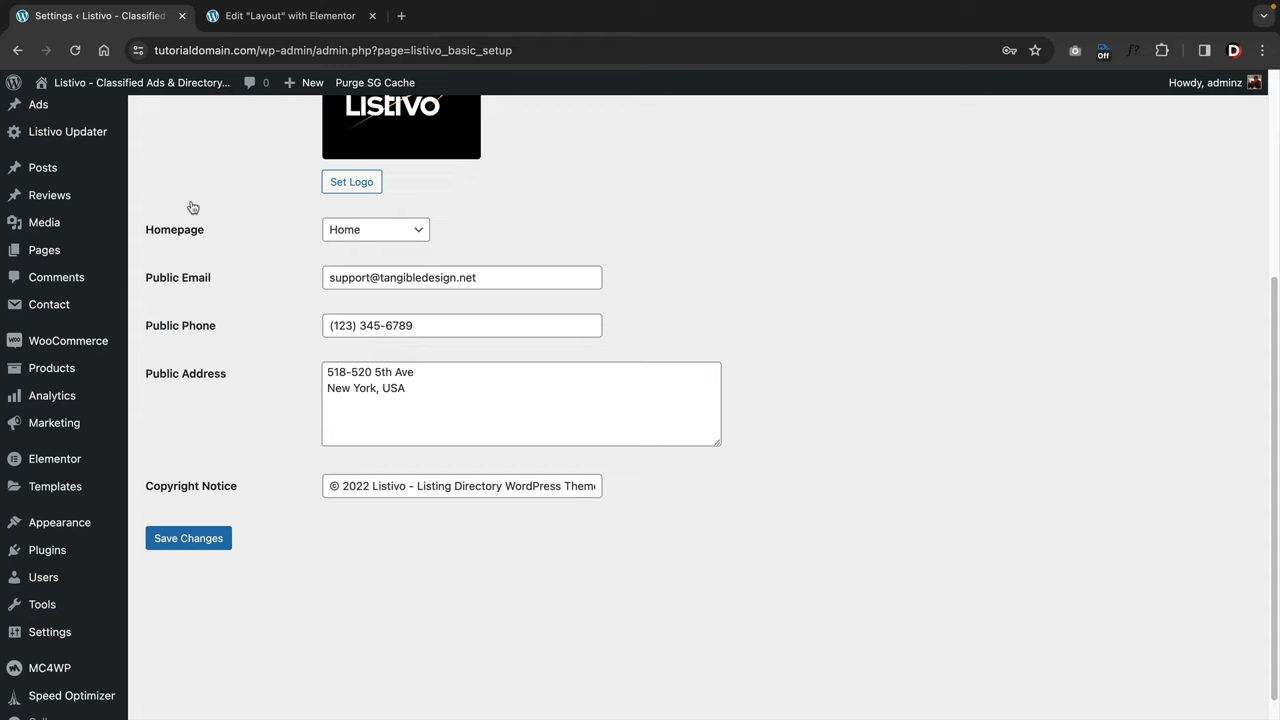 Settings ‹ Listivo - Classified
Edit "Layout" with Elementor
tutorialdomain.com/wp-admin/admin.php?page=listivo_basic_setup
Off
f?
D
Listivo - Classified Ads & Directory...
0
New
Purge SG Cache
Howdy, adminz
Ads
Listivo Updater
Posts
Reviews
Media
Pages
Comments
Contact
WooCommerce
Products
Analytics
Marketing
Elementor
Templates
Appearance
Plugins
Users
Tools
Settings
MC4WP
Speed Optimizer
LISTIVO
Set Logo
Homepage
Home
Public Email
support@tangibledesign.net
Public Phone
(123) 345-6789
Public Address
518-520 5th Ave
New York, USA
Copyright Notice
© 2022 Listivo - Listing Directory WordPress Theme
Save Changes